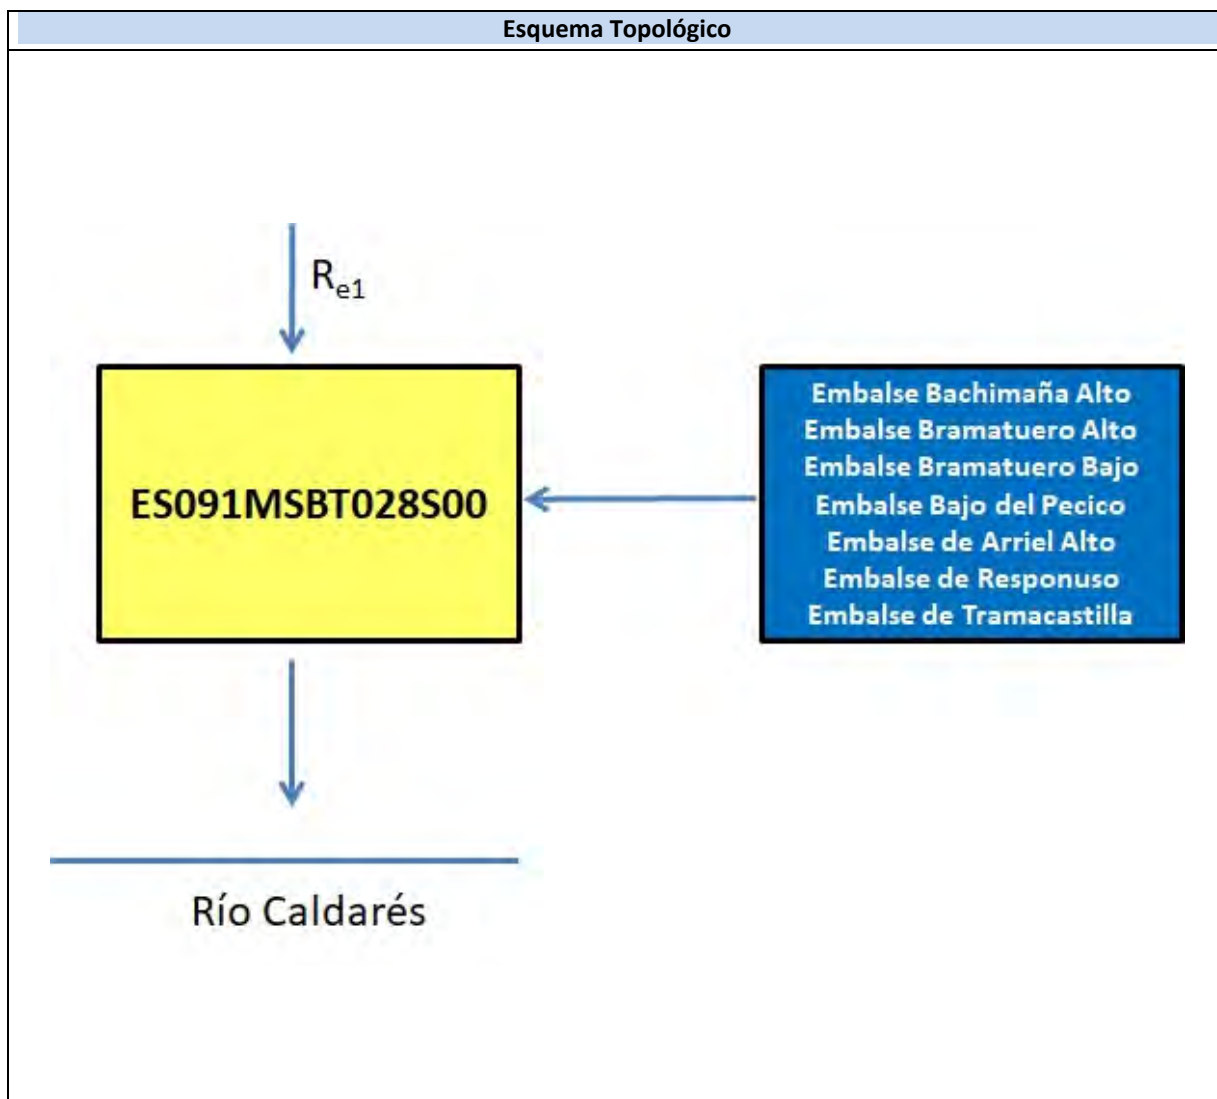 Esquema Topológico
Re1
ES091MSBT028S00
Embalse Bachimaña Alto
Embalse Bramatuero Alto
Embalse Bramatuero Bajo
Embalse Bajo del Pecico
Embalse de Arriel Alto
Embalse de Responuso
Embalse de Tramacastilla
Río Caldarés